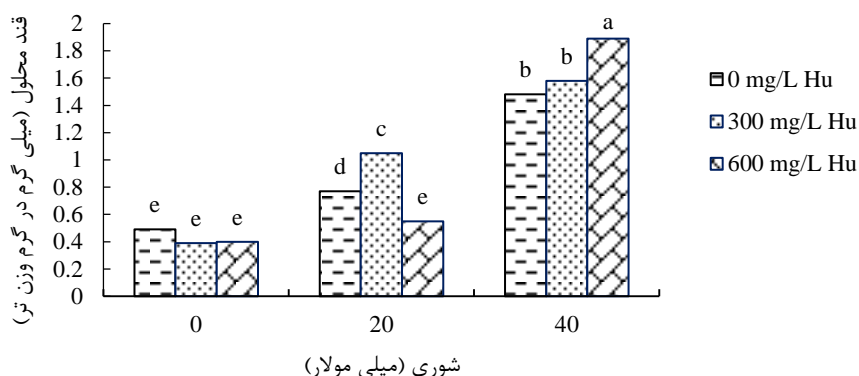 قند محلول (میلی گرم در گرم وزن تر)
2
1.8
1.6
1.4
1.2
1
0.8
0.6
0.4
0.2
0
e e e
d c e
b b a
0 20 40
شوری (میلی مولار)
0 mg/L Hu
300 mg/L Hu
600 mg/L Hu